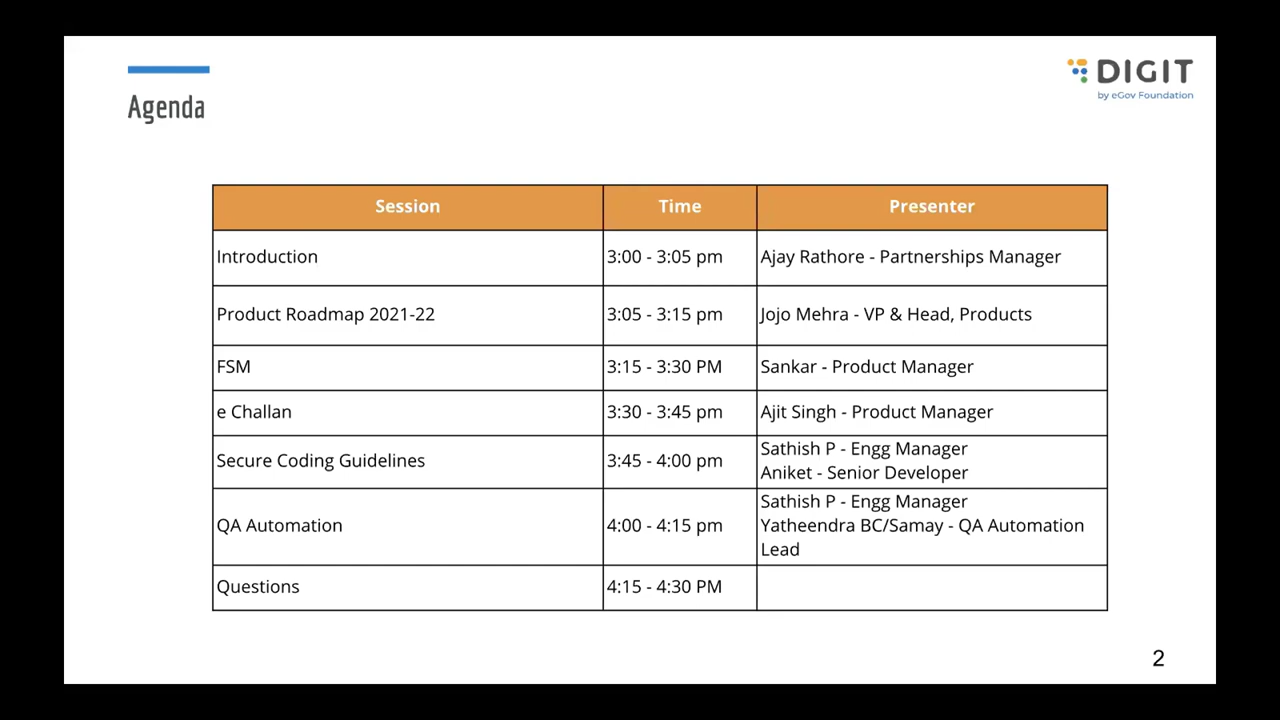 Agenda
DIGIT
by eGov Foundation
Session Time Presenter
Introduction 3:00 - 3:05 pm Ajay Rathore - Partnerships Manager
Product Roadmap 2021-22 3:05 - 3:15 pm Jojo Mehra - VP & Head, Products
FSM 3:15 - 3:30 PM Sankar - Product Manager
e Challan 3:30 - 3:45 pm Ajit Singh - Product Manager
Secure Coding Guidelines 3:45 - 4:00 pm Sathish P - Engg Manager
Aniket - Senior Developer
QA Automation 4:00 - 4:15 pm Sathish P - Engg Manager
Yatheendra BC/Samay - QA Automation
Lead
Questions 4:15 - 4:30 PM
2